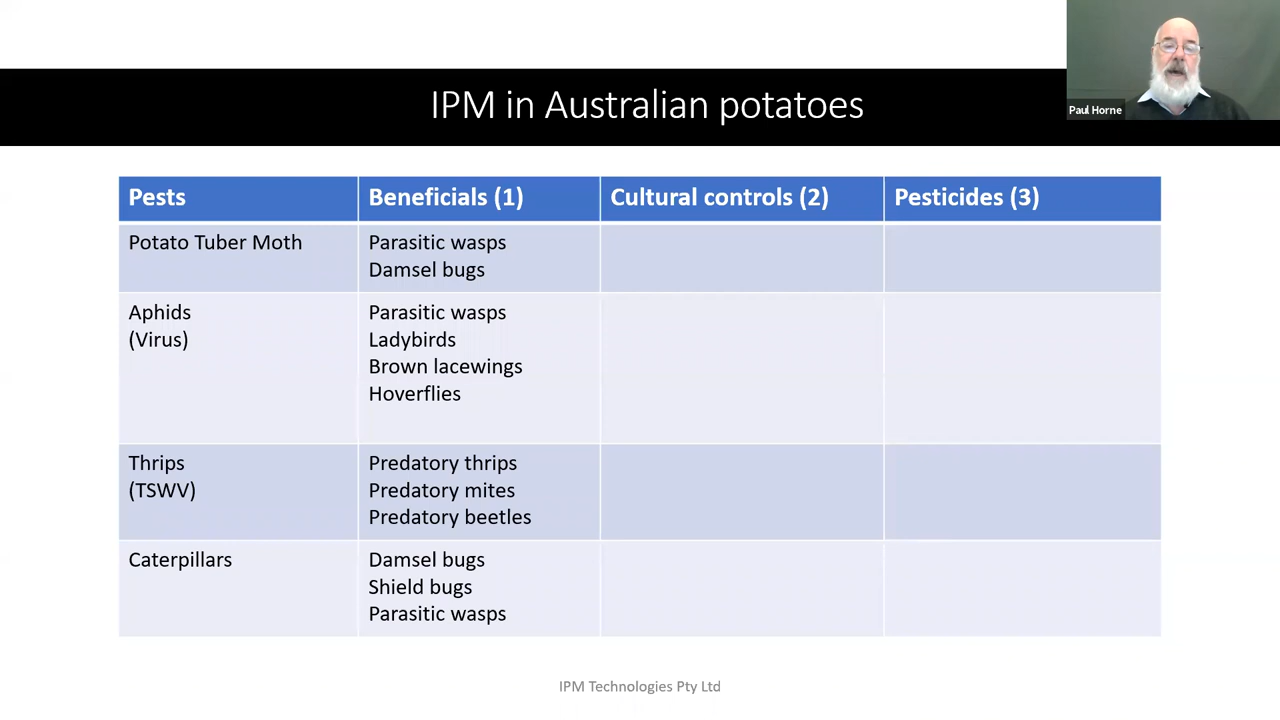 IPM in Australian potatoes
Paul Horne
Pests
Beneficials (1)
Cultural controls (2)
Pesticides (3)
Potato Tuber Moth
Parasitic wasps
Damsel bugs
Aphids
(Virus)
Parasitic wasps
Ladybirds
Brown lacewings
Hoverflies
Thrips
(TSWV)
Predatory thrips
Predatory mites
Predatory beetles
Caterpillars
Damsel bugs
Shield bugs
Parasitic wasps
IPM Technologies Pty Ltd